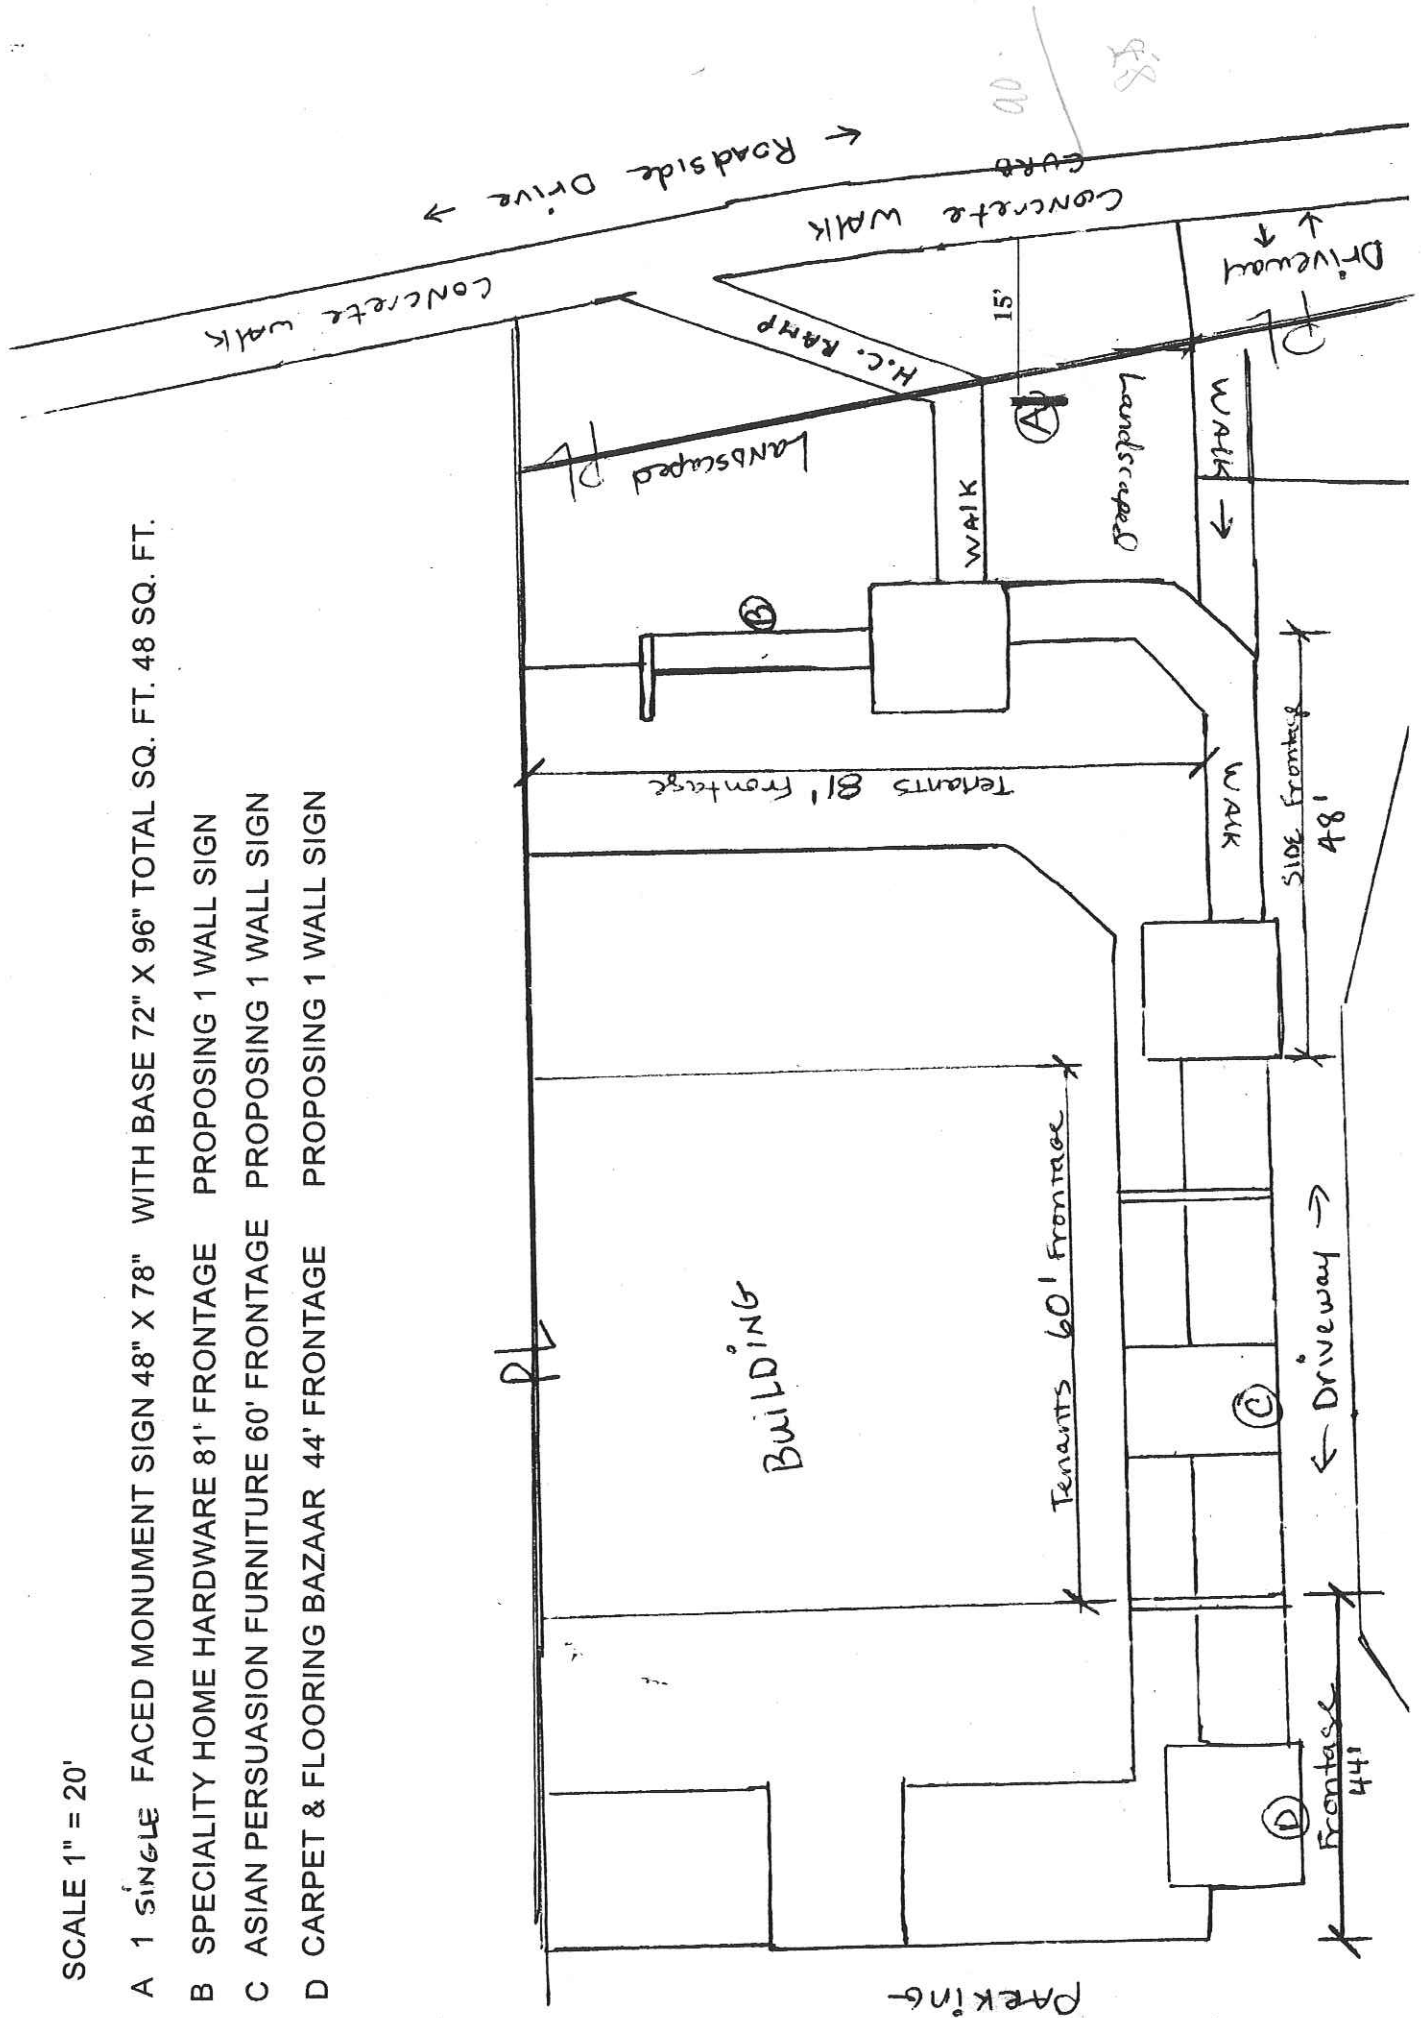 SCALE 1" = 20'
A 1 SiNGLE FACED MONUMENT SIGN 48" X 78" WITH BASE 72" X 96" TOTAL SQ. FT. 48 SQ. FT.
B SPECIALITY HOME HARDWARE 81' FRONTAGE PROPOSING 1 WALL SIGN
C ASIAN PERSUASION FURNITURE 60' FRONTAGE PROPOSING 1 WALL SIGN
D CARPET & FLOORING BAZAAR 44' FRONTAGE PROPOSING 1 WALL SIGN
← Roadside Drive →
CONCrete WAlK
CONCrete WAlK
CURB
90
H.C. RAMP
15'
Driveway
← →
PL
PL
Landscaped
A
Landscaped
WAlK
WAlK
←
B
Tenants 81' Frontage
WAlK
SIDE Frontage
48'
PL
BuiLDiNG
Tenants 60' Frontage
C
← Driveway →
D
Frontage
44'
PARKiNG